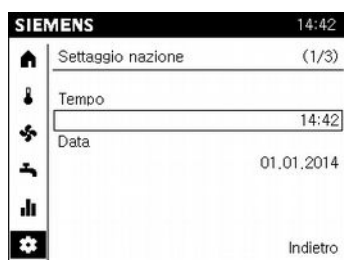 SIEMENS 14:42
Settaggio nazione (1/3)
Tempo
14:42
Data
01.01.2014
Indietro